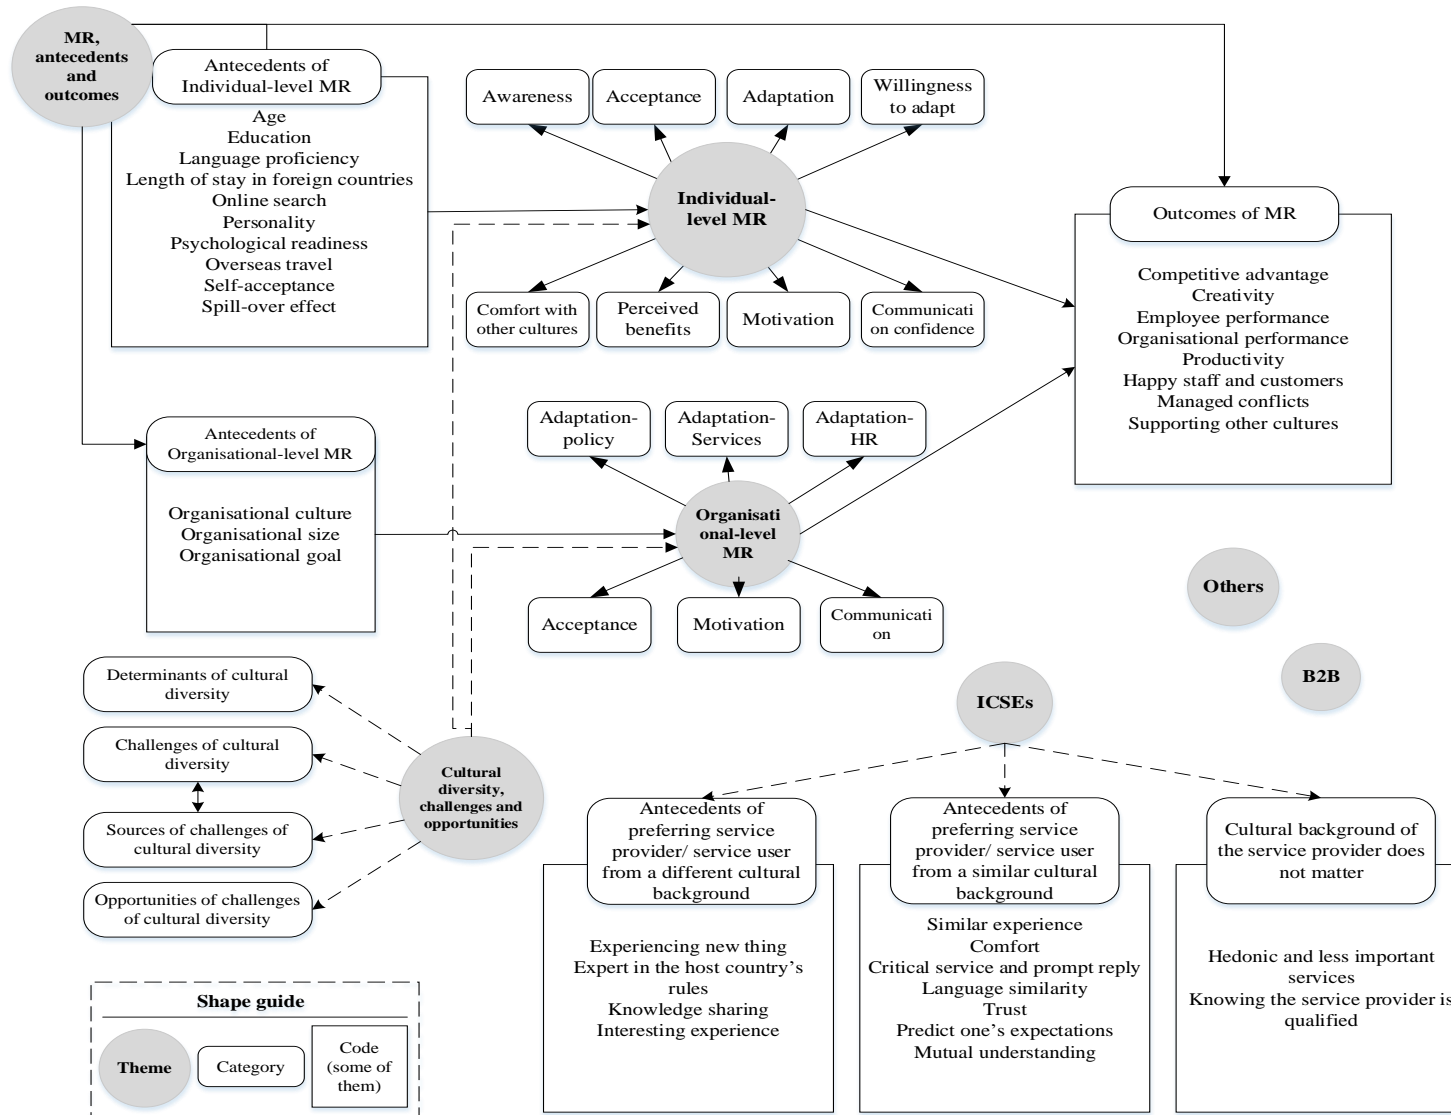 MR,
antecedents
and
outcomes
Antecedents of
Individual-level MR
Age
Education
Language proficiency
Length of stay in foreign countries
Online search
Personality
Psychological readiness
Overseas travel
Self-acceptance
Spill-over effect
Awareness
Acceptance
Adaptation
Willingness
to adapt
Individual-
level MR
Comfort with
other cultures
Perceived
benefits
Motivation
Communicati
on confidence
Outcomes of MR
Competitive advantage
Creativity
Employee performance
Organisational performance
Productivity
Happy staff and customers
Managed conflicts
Supporting other cultures
Antecedents of
Organisational-level MR
Organisational culture
Organisational size
Organisational goal
Adaptation-
policy
Adaptation-
Services
Adaptation-
HR
Organisati
onal-level
MR
Acceptance
Motivation
Communicati
on
Others
B2B
Determinants of cultural
diversity
Challenges of cultural
diversity
Sources of challenges of
cultural diversity
Opportunities of challenges
of cultural diversity
Cultural
diversity,
challenges and
opportunities
ICSEs
Antecedents of
preferring service
provider/ service user
from a different cultural
background
Experiencing new thing
Expert in the host country's
rules
Knowledge sharing
Interesting experience
Antecedents of
preferring service
provider/ service user
from a similar cultural
background
Similar experience
Comfort
Critical service and prompt reply
Language similarity
Trust
Predict one's expectations
Mutual understanding
Cultural background of
the service provider does
not matter
Hedonic and less important
services
Knowing the service provider is
qualified
Shape guide
Theme
Category
Code
(some of
them)